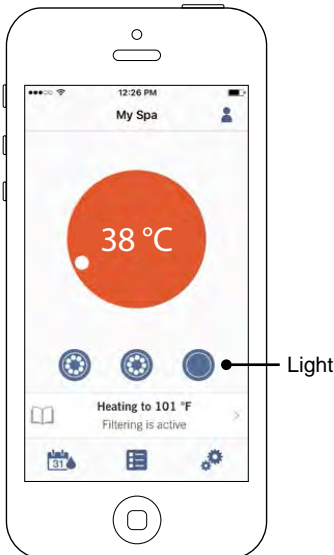 12:26 PM
My Spa
38 °C
Light
Heating to 101 °F
Filtering is active
31